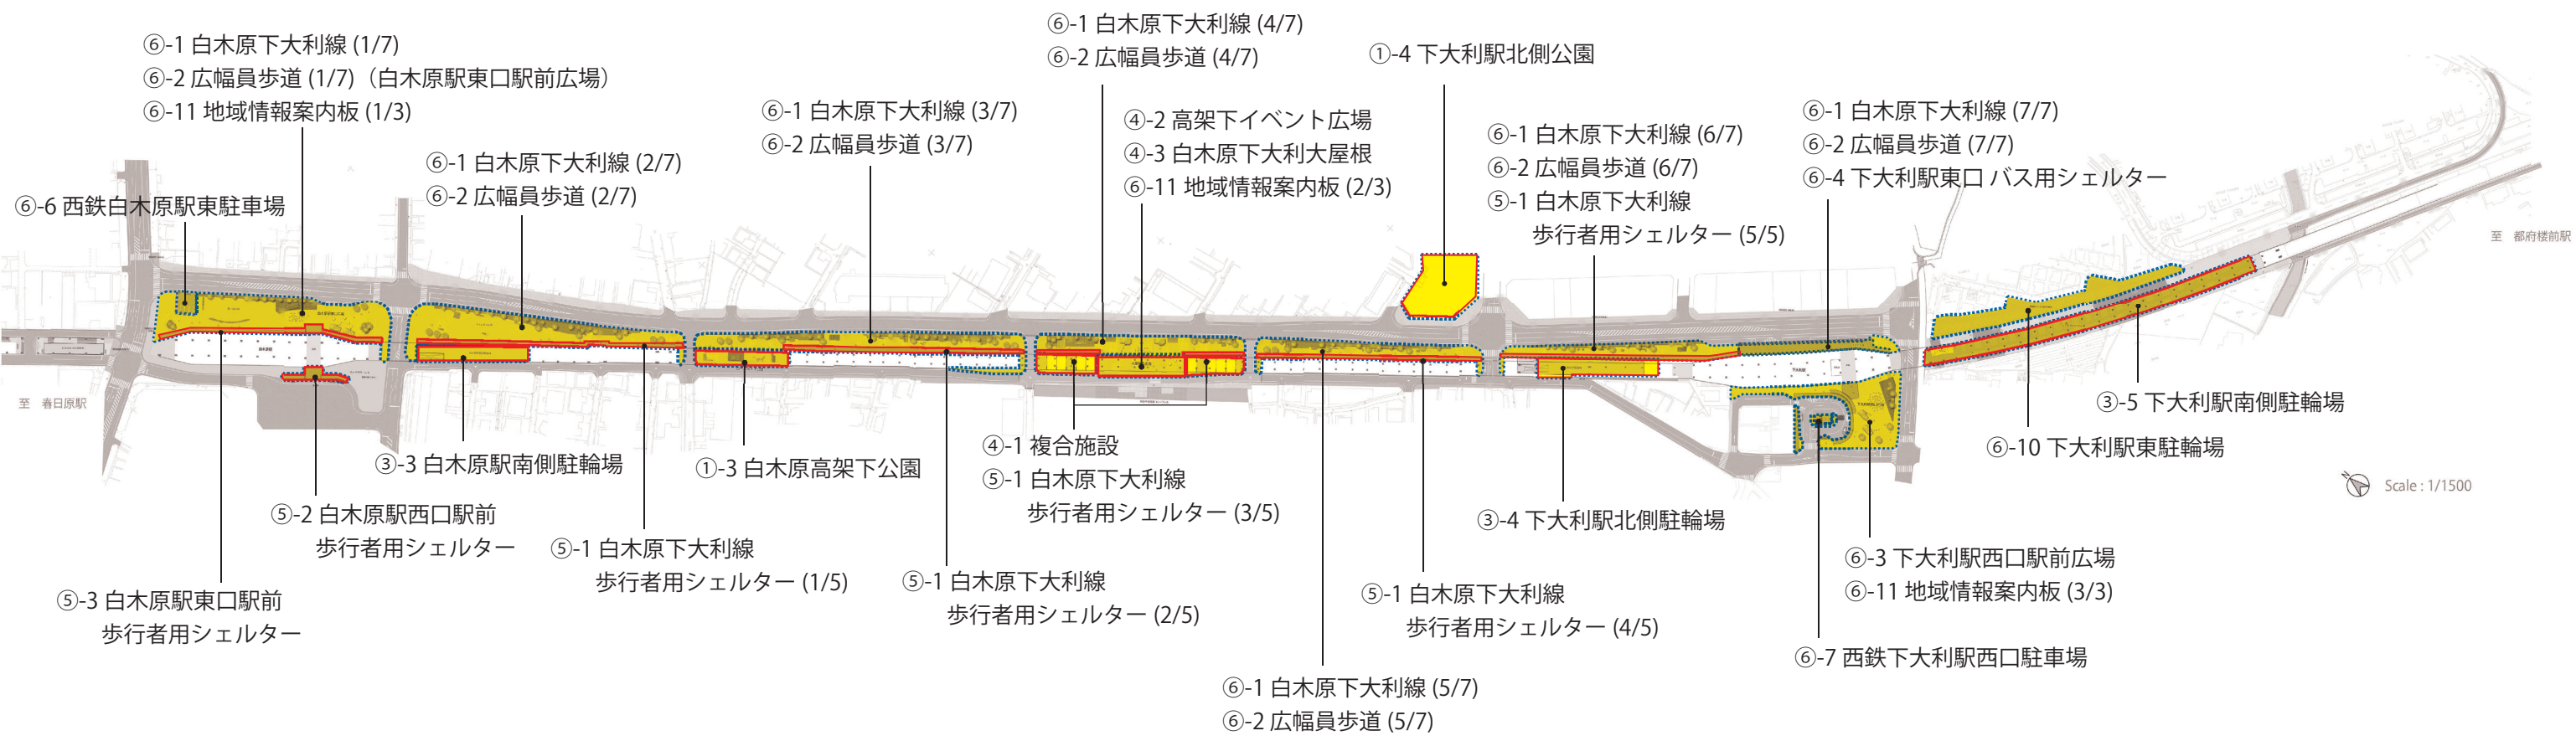 ⑥-1 白木原下大利線 (1/7)
⑥-2 広幅員歩道 (1/7)（白木原駅東口駅前広場）
⑥-11 地域情報案内板 (1/3)
⑥-6 西鉄白木原駅東駐車場
⑥-1 白木原下大利線 (2/7)
⑥-2 広幅員歩道 (2/7)
⑥-1 白木原下大利線 (3/7)
⑥-2 広幅員歩道 (3/7)
⑥-1 白木原下大利線 (4/7)
⑥-2 広幅員歩道 (4/7)
④-2 高架下イベント広場
④-3 白木原下大利大屋根
⑥-11 地域情報案内板 (2/3)
①-4 下大利駅北側公園
⑥-1 白木原下大利線 (6/7)
⑥-2 広幅員歩道 (6/7)
⑤-1 白木原下大利線
歩行者用シェルター (5/5)
⑥-1 白木原下大利線 (7/7)
⑥-2 広幅員歩道 (7/7)
⑥-4 下大利駅東口 バス用シェルター
至　都府楼前駅
至　春日原駅
⑤-3 白木原駅東口駅前
歩行者用シェルター
⑤-2 白木原駅西口駅前
歩行者用シェルター
③-3 白木原駅南側駐輪場
⑤-1 白木原下大利線
歩行者用シェルター (1/5)
①-3 白木原高架下公園
⑤-1 白木原下大利線
歩行者用シェルター (2/5)
④-1 複合施設
⑤-1 白木原下大利線
歩行者用シェルター (3/5)
⑥-1 白木原下大利線 (5/7)
⑥-2 広幅員歩道 (5/7)
⑤-1 白木原下大利線
歩行者用シェルター (4/5)
③-4 下大利駅北側駐輪場
⑥-7 西鉄下大利駅西口駐車場
⑥-3 下大利駅西口駅前広場
⑥-11 地域情報案内板 (3/3)
⑥-10 下大利駅東駐輪場
③-5 下大利駅南側駐輪場
N
Scale : 1/1500